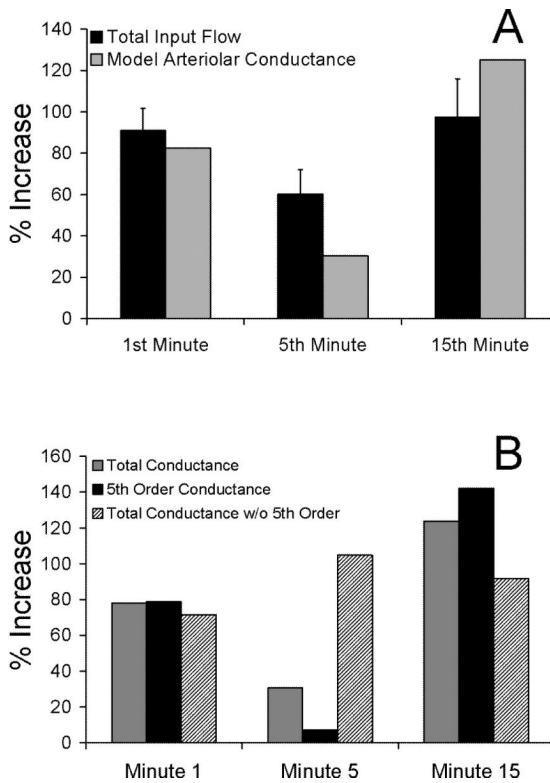 A
Total Input Flow
Model Arteriolar Conductance
% Increase
140
120
100
80
60
40
20
0
1st Minute 5th Minute 15th Minute
B
Total Conductance
5th Order Conductance
Total Conductance w/o 5th Order
% Increase
160
140
120
100
80
60
40
20
0
Minute 1 Minute 5 Minute 15